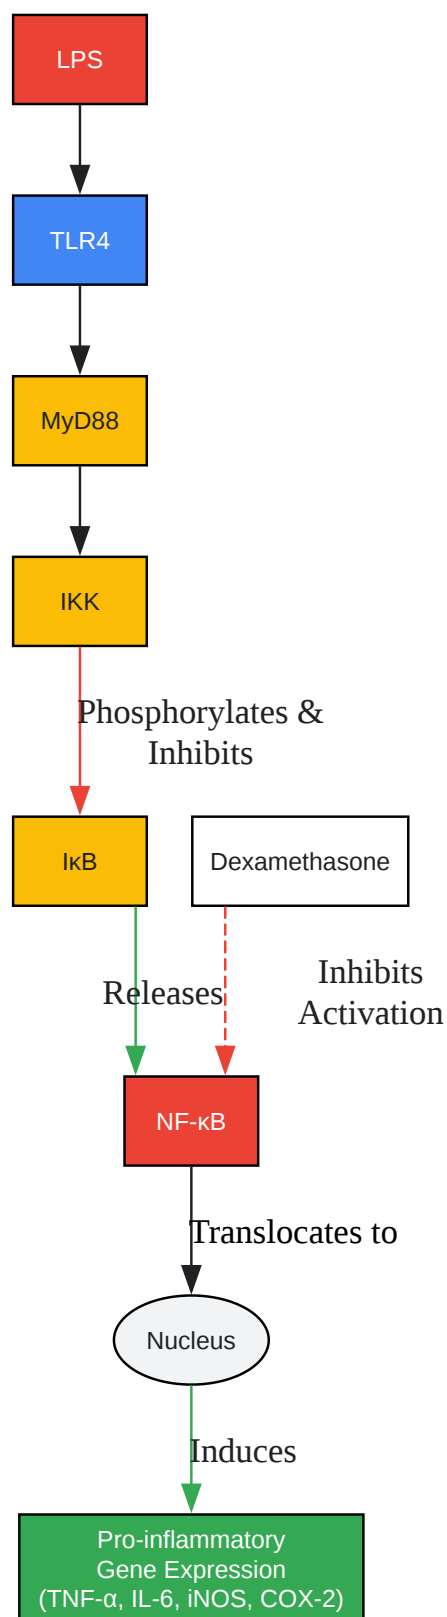 LPS
TLR4
MyD88
IKK
Phosphorylates &
Inhibits
IκB
Dexamethasone
Releases
Inhibits
Activation
NF-κB
Translocates to
Nucleus
Induces
Pro-inflammatory
Gene Expression
(TNF-α, IL-6, iNOS, COX-2)